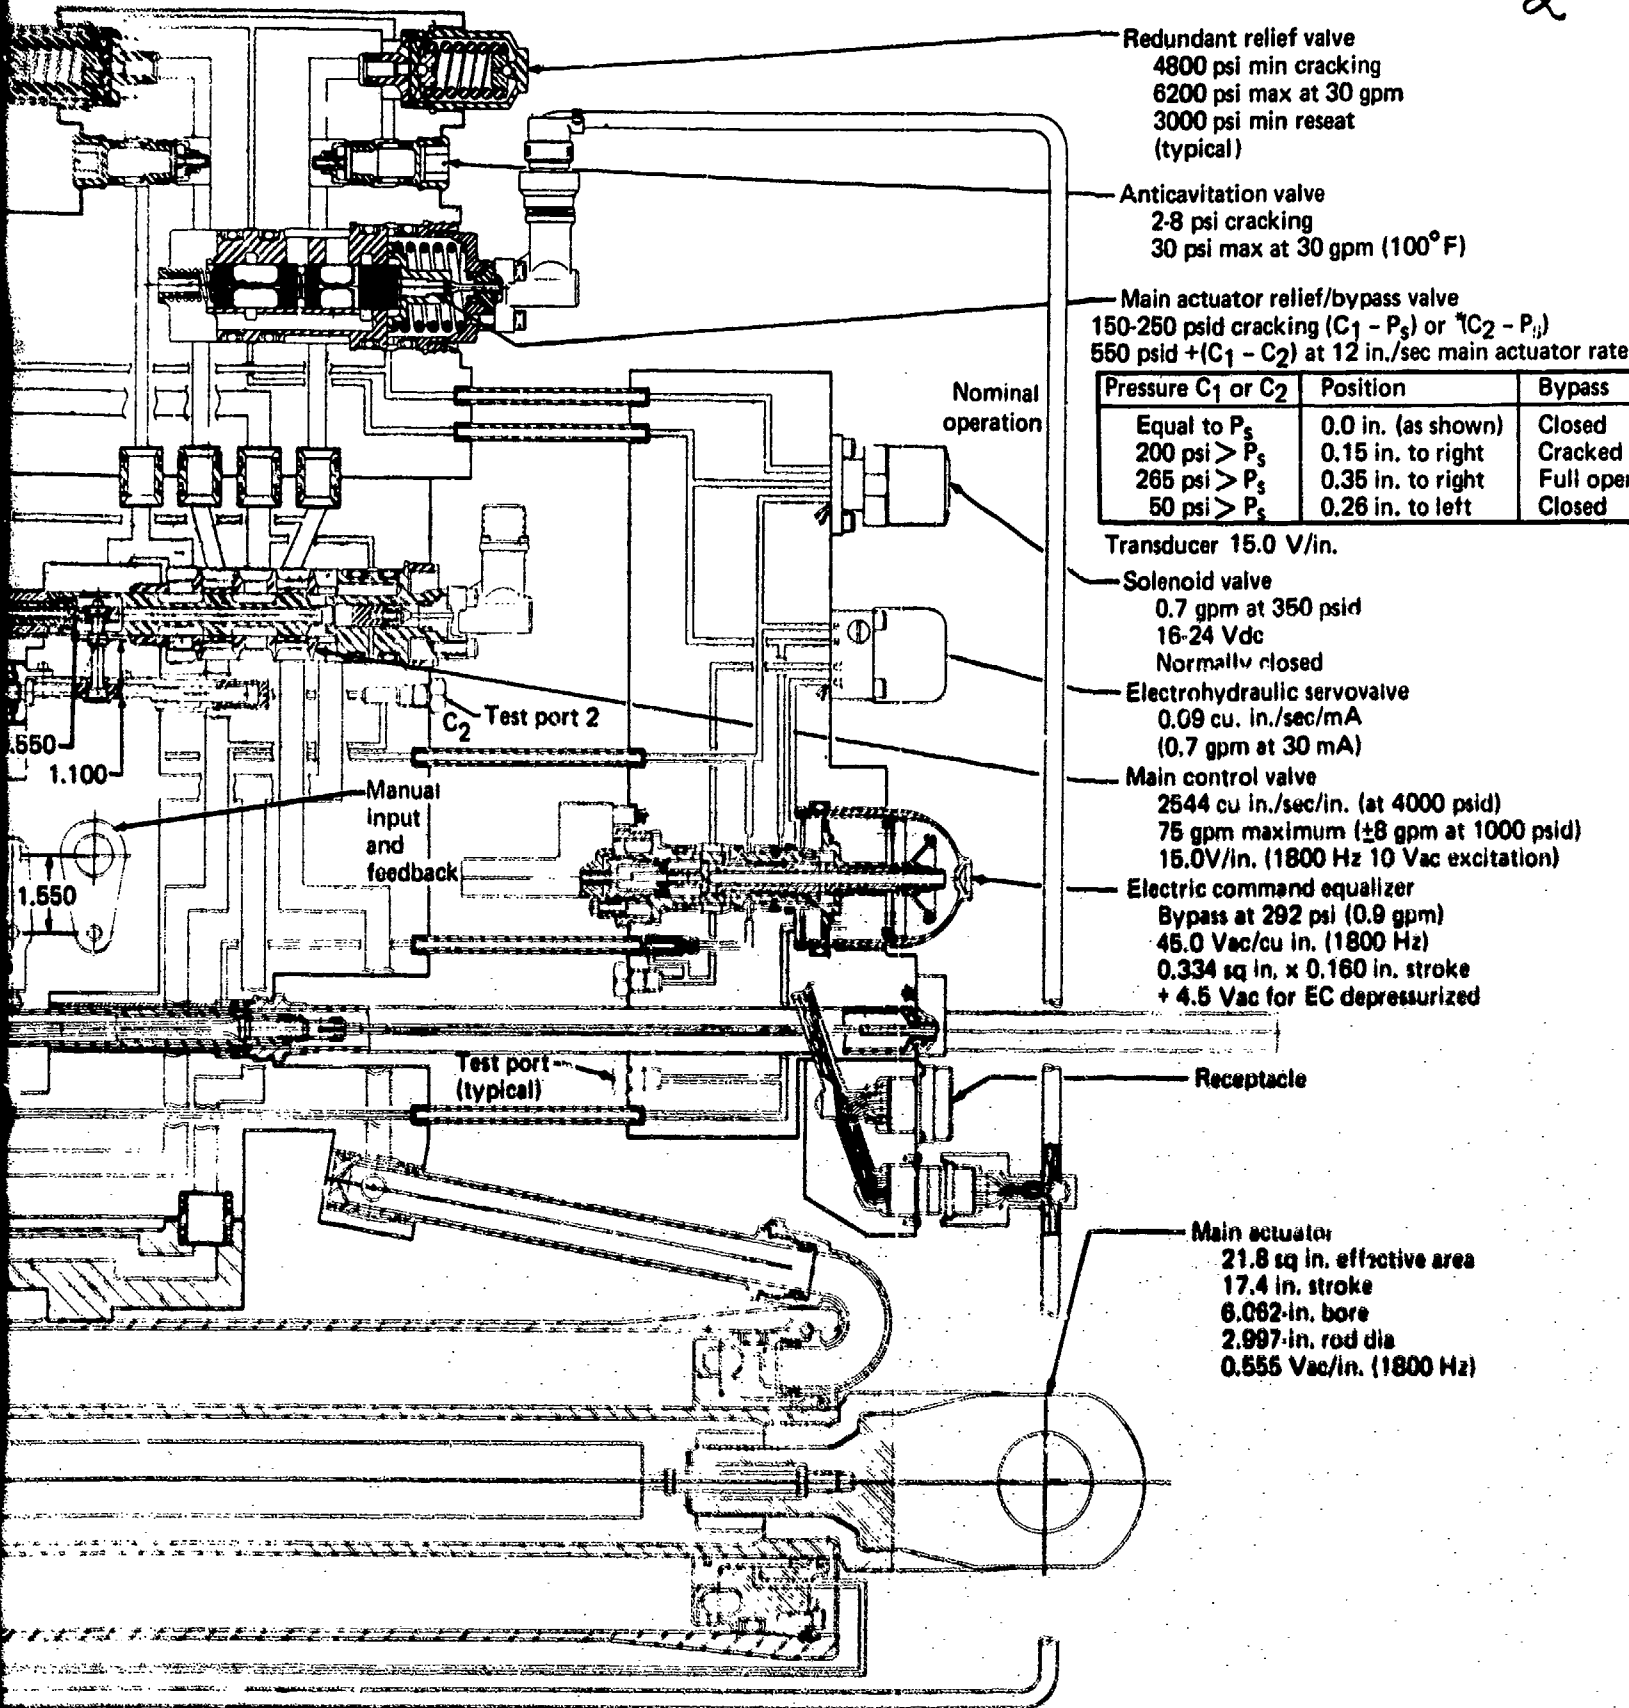 2
Redundant relief valve
4800 psi min cracking
6200 psi max at 30 gpm
3000 psi min reseat
(typical)
Anticavitation valve
2-8 psi cracking
30 psi max at 30 gpm (100°F)
Main actuator relief/bypass valve
150-250 psid cracking (C1 - Ps) or (C2 - P
550 psid +(C1 - C2) at 12 in./sec main actuator rate
Nominal
operation
Pressure C1 or C2 Position Bypass
Equal to Ps 0.0 in. (as shown) Closed
200 psi > Ps 0.15 in. to right Cracked
265 psi > Ps 0.35 in. to right Full oper
50 psi > Ps 0.26 in. to left Closed
Transducer 15.0 V/in.
Solenoid valve
0.7 gpm at 350 psid
16-24 Vdc
Normally closed
Electrohydraulic servovalve
0.09 cu. in./sec/mA
(0.7 gpm at 30 mA)
Main control valve
2544 cu in./sec/in. (at 4000 psid)
75 gpm maximum (±8 gpm at 1000 psid)
15.0V/in. (1800 Hz 10 Vac excitation)
Electric command equalizer
Bypass at 292 psi (0.9 gpm)
45.0 Vac/cu in. (1800 Hz)
0.334 sq in. x 0.160 in. stroke
+ 4.5 Vac for EC depressurized
C2 Test port 2
.550
1.100
Manual
input
and
feedback
1.550
Test port
(typical)
Receptacle
Main actuator
21.8 sq in. effective area
17.4 in. stroke
6.062-in. bore
2.997-in. rod dia
0.555 Vac/in. (1800 Hz)